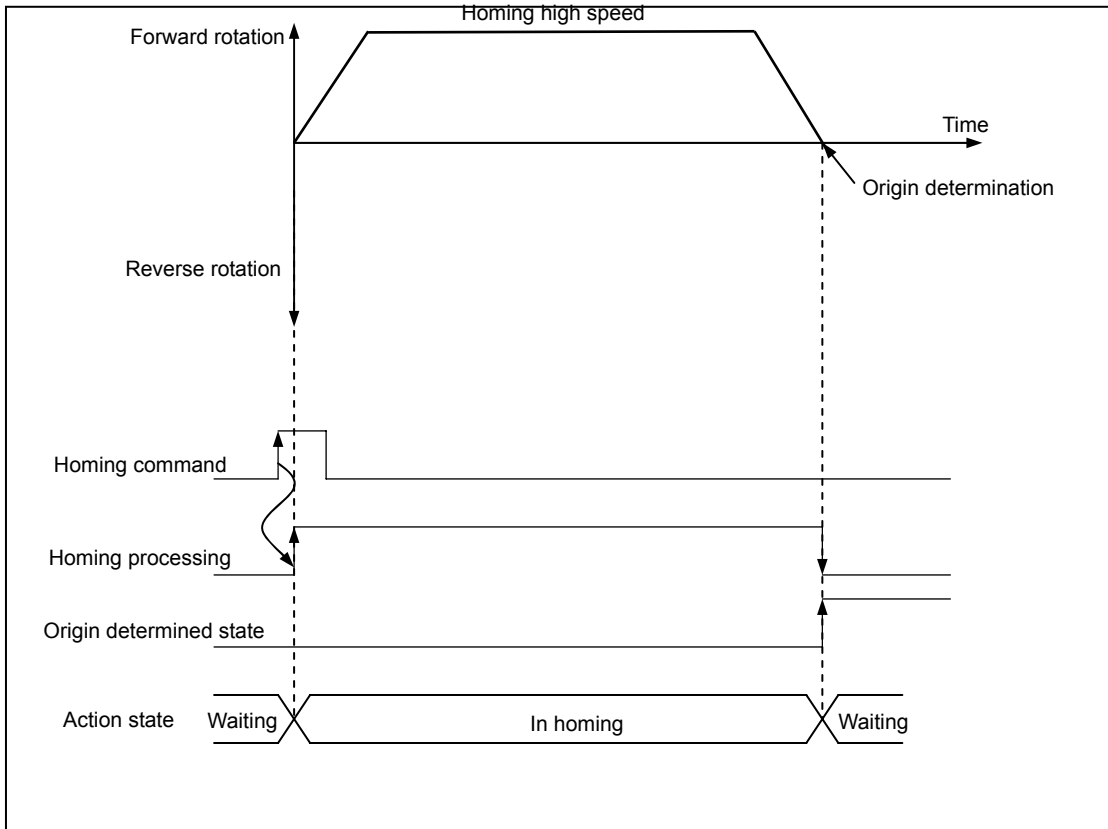 Homing high speed
Forward rotation
Time
Origin determination
Reverse rotation
Homing command
Homing processing
Origin determined state
Action state
Waiting
In homing
Waiting